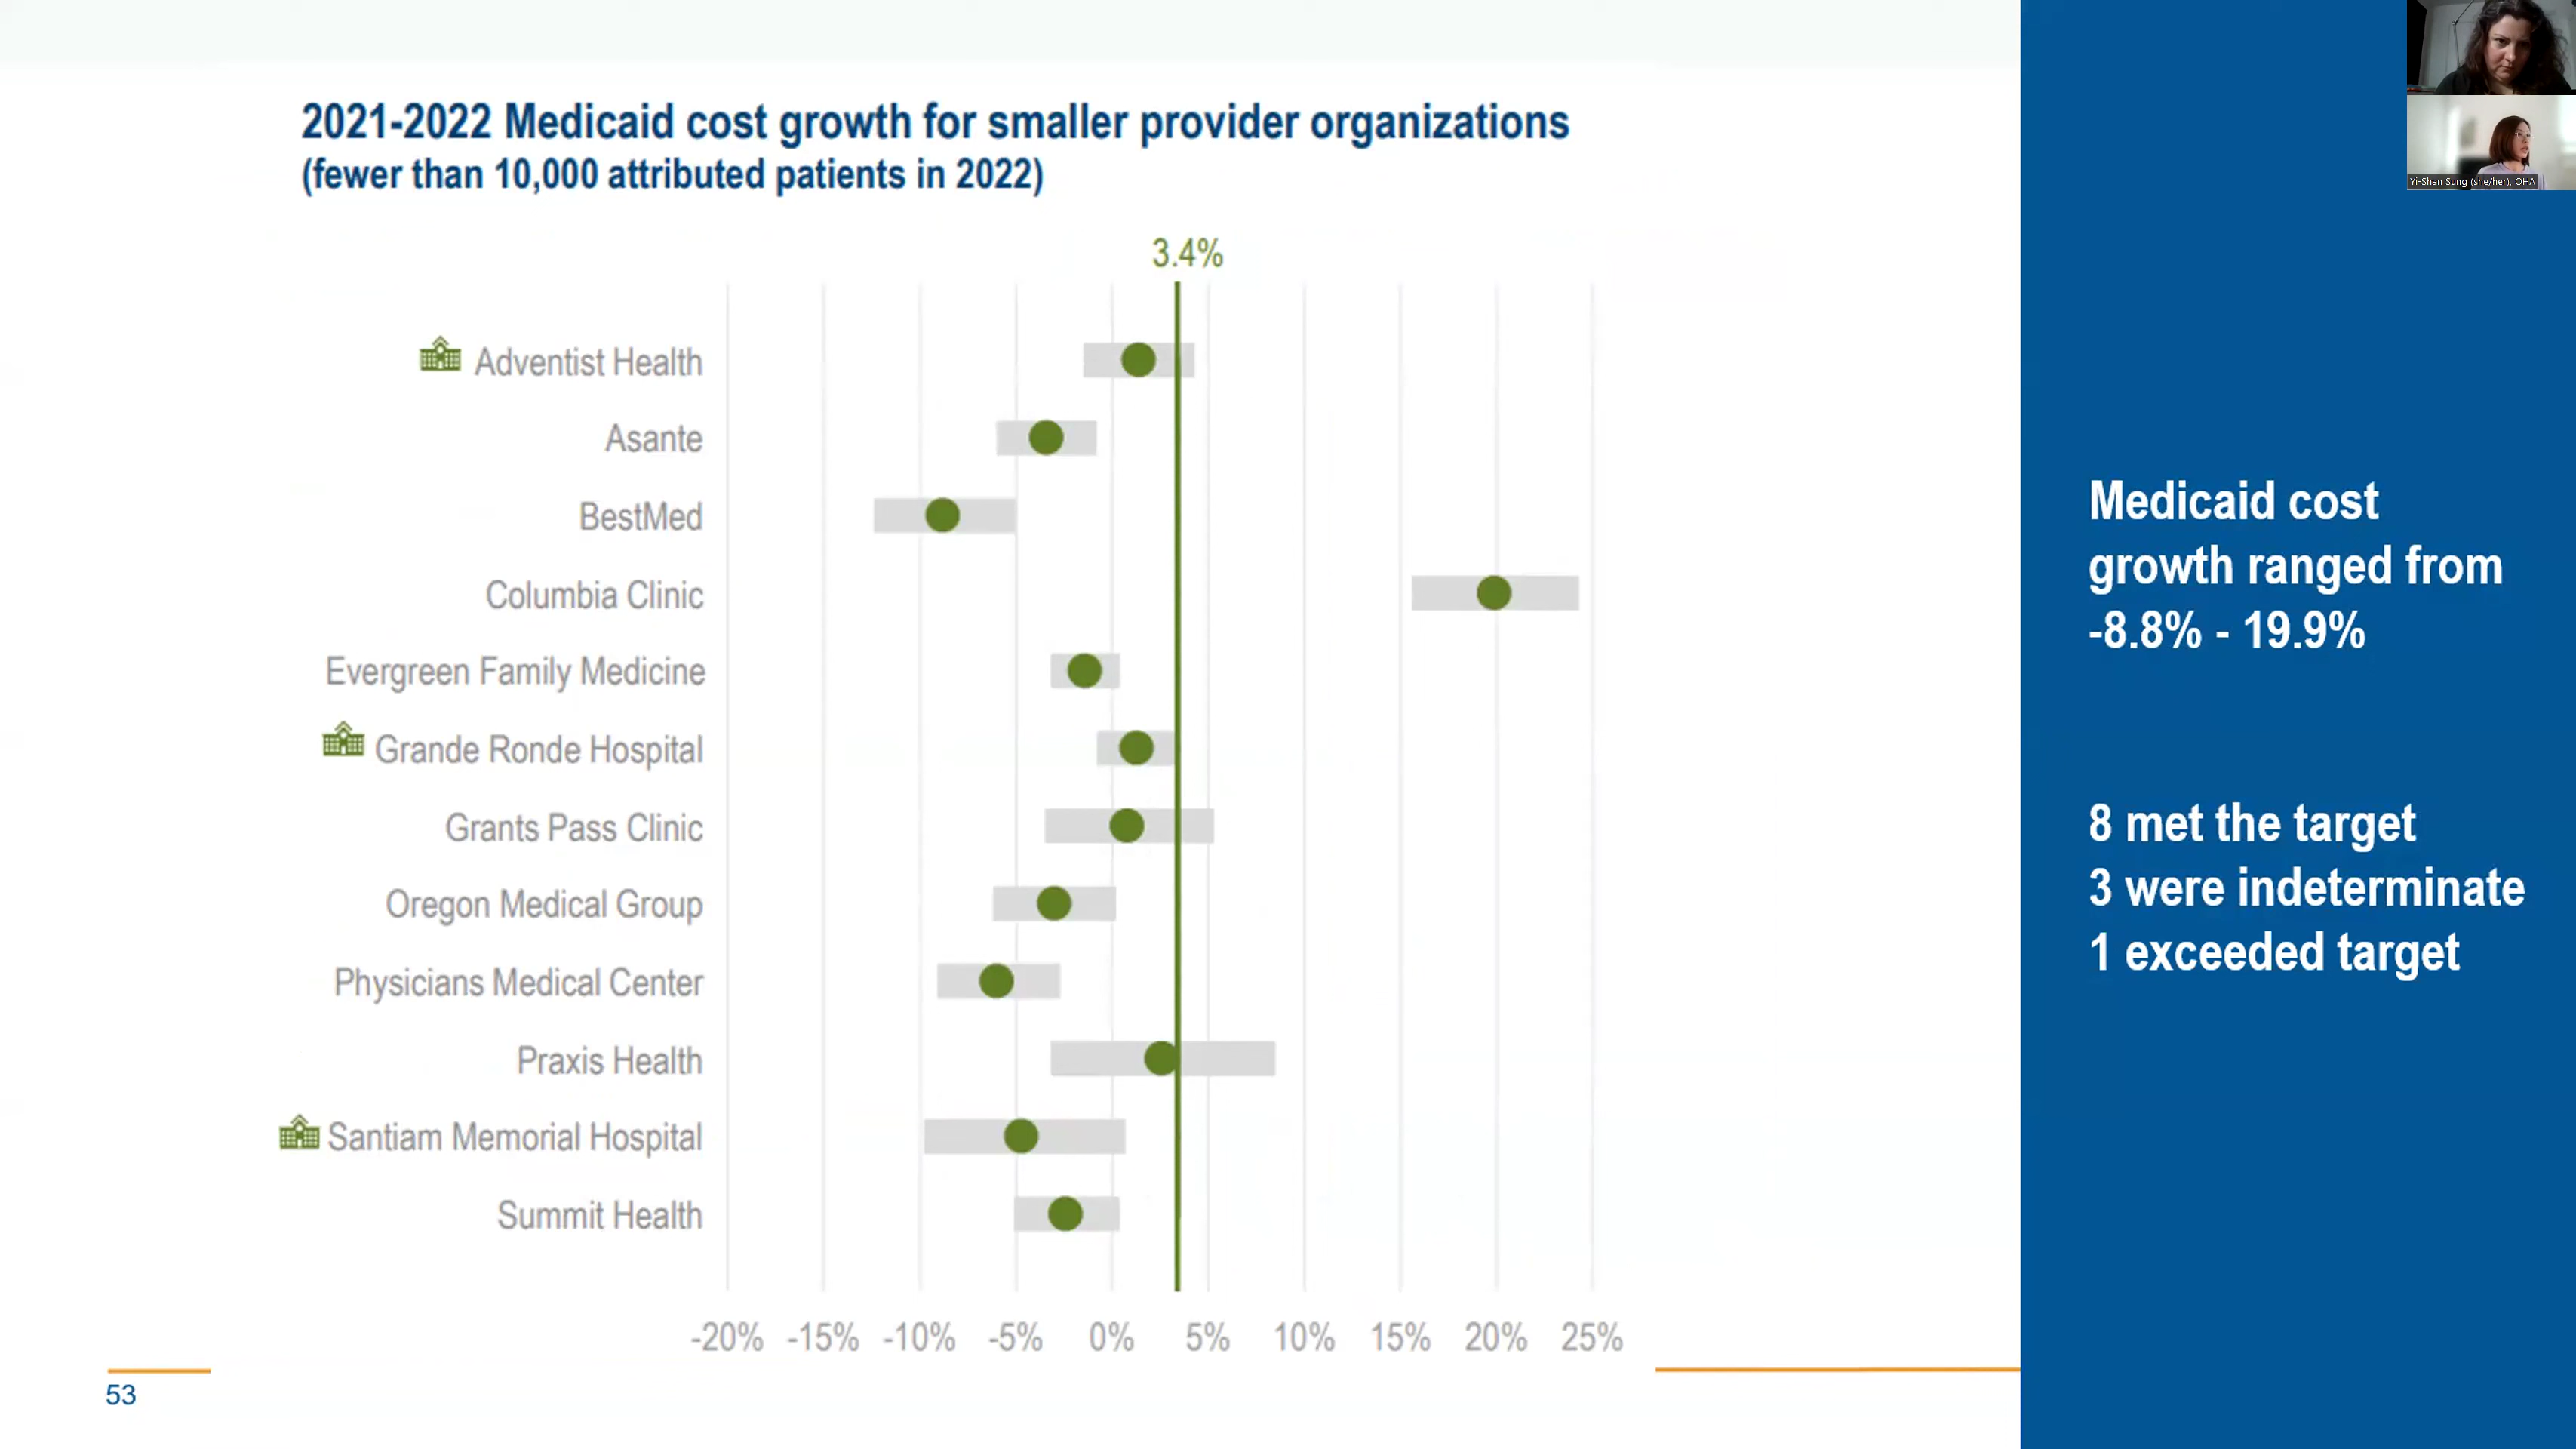 2021-2022 Medicaid cost growth for smaller provider organizations
(fewer than 10,000 attributed patients in 2022)
3.4%
Adventist Health
Asante
BestMed
Columbia Clinic
Evergreen Family Medicine
Grande Ronde Hospital
Grants Pass Clinic
Oregon Medical Group
Physicians Medical Center
Praxis Health
Santiam Memorial Hospital
Summit Health
-20% -15% -10% -5% 0% 5% 10% 15% 20% 25%
53
Yi-Shan Sung (she/her), OHA
Medicaid cost
growth ranged from
-8.8% - 19.9%
8 met the target
3 were indeterminate
1 exceeded target